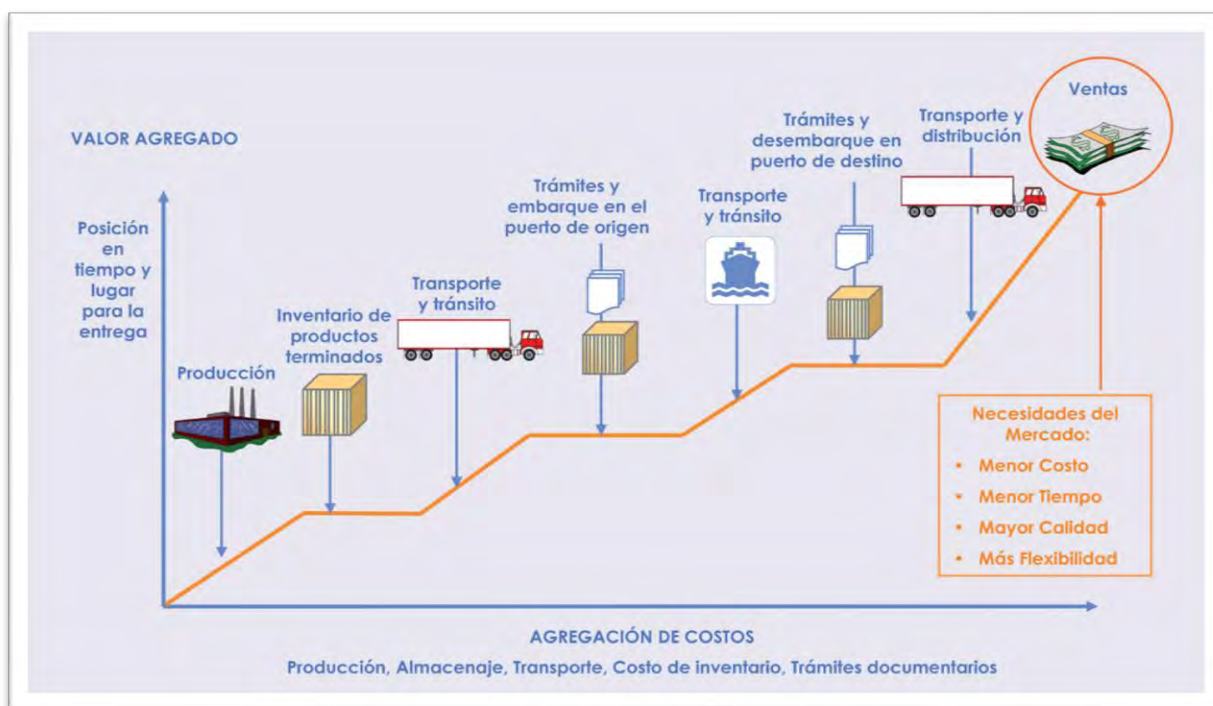 VALOR AGREGADO
Posición
en
tiempo y
lugar
para la
entrega
Producción
Inventario de
productos
terminados
Transporte
y tránsito
Trámites y
embarque en el
puerto de origen
Transporte
y tránsito
Trámites y
desembarque en
puerto de destino
Transporte y
distribución
Ventas
Necesidades del
Mercado:
• Menor Costo
• Menor Tiempo
• Mayor Calidad
• Más Flexibilidad
AGREGACIÓN DE COSTOS
Producción, Almacenaje, Transporte, Costo de inventario, Trámites documentarios